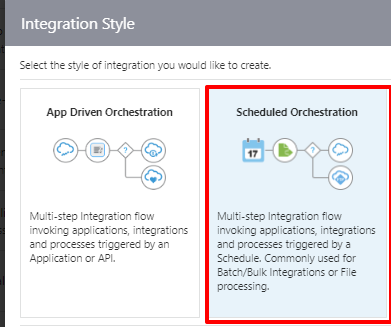 Integration Style
Select the style of integration you would like to create.
App Driven Orchestration
Multi-step Integration flow
invoking applications, integrations
and processes triggered by an
Application or API.
Scheduled Orchestration
17
Multi-step Integration flow
invoking applications, integrations
and processes triggered by a
Schedule. Commonly used for
Batch/Bulk Integrations or File
processing.